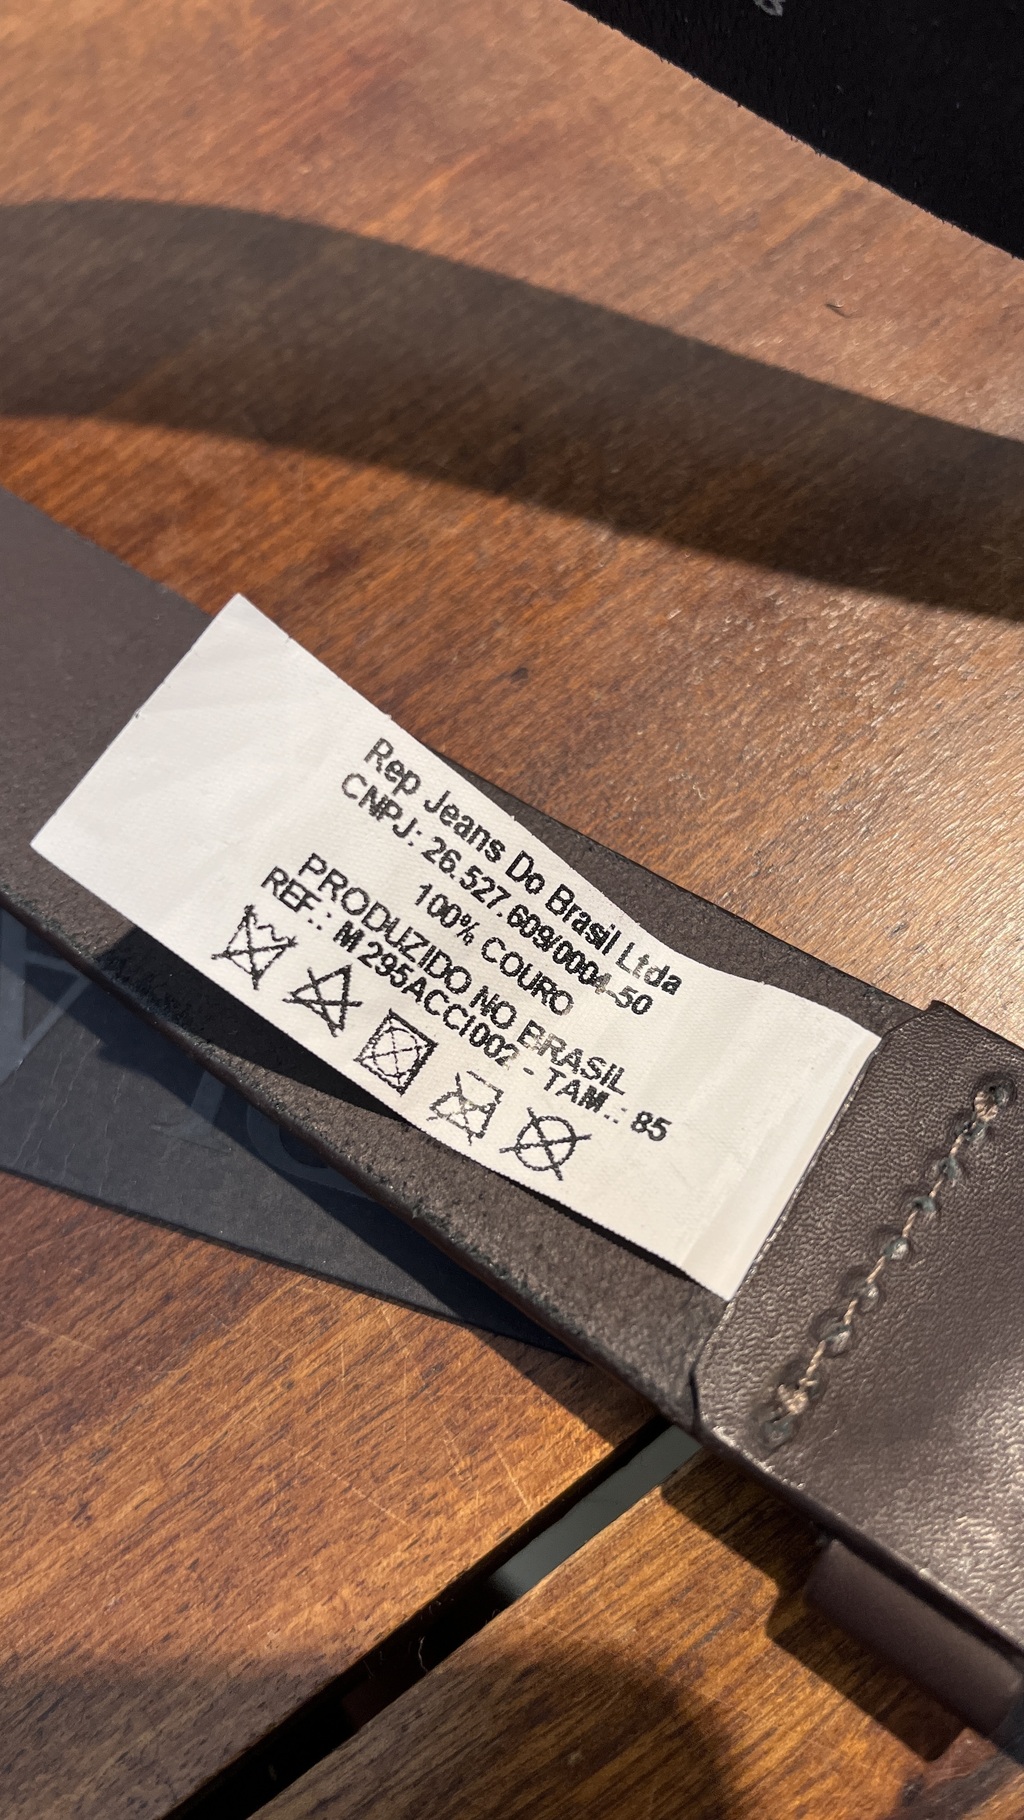 Rep Jeans Do Brasil Ltda
CNPJ: 26.527.609/0004-50
100% COURO
PRODUZIDO NO BRASIL
REF.: M295ACCI002 - TAM.: 85